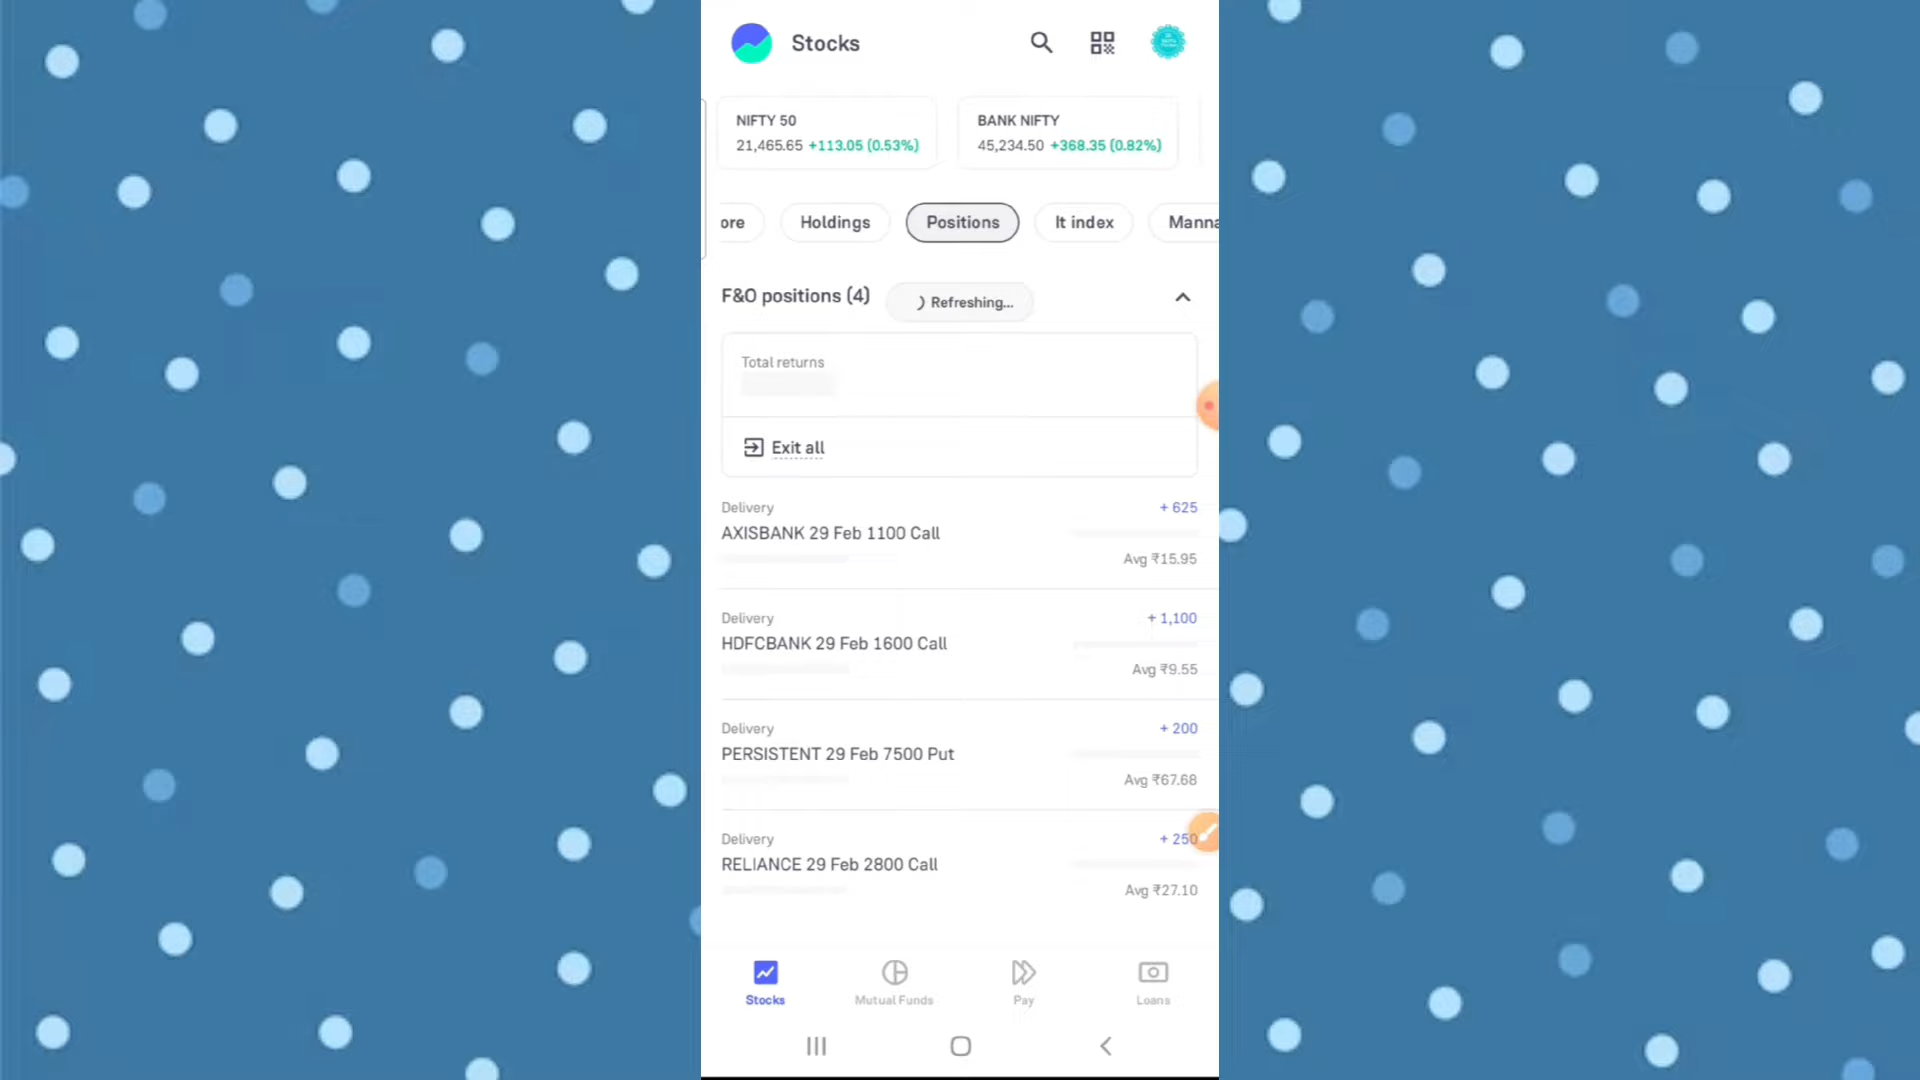 Stocks
NIFTY 50
21,465.65 +113.05 (0.53%)
BANK NIFTY
45,234.50 +368.35 (0.82%)
ore
Holdings
Positions
It index
Manna
F&O positions (4)
Refreshing...
Total returns
Exit all
Delivery
+ 625
AXISBANK 29 Feb 1100 Call
Avg ₹15.95
Delivery
+ 1,100
HDFCBANK 29 Feb 1600 Call
Avg ₹9.55
Delivery
+ 200
PERSISTENT 29 Feb 7500 Put
Avg ₹67.68
Delivery
+ 250
RELIANCE 29 Feb 2800 Call
Avg ₹27.10
Stocks
Mutual Funds
Pay
Loans